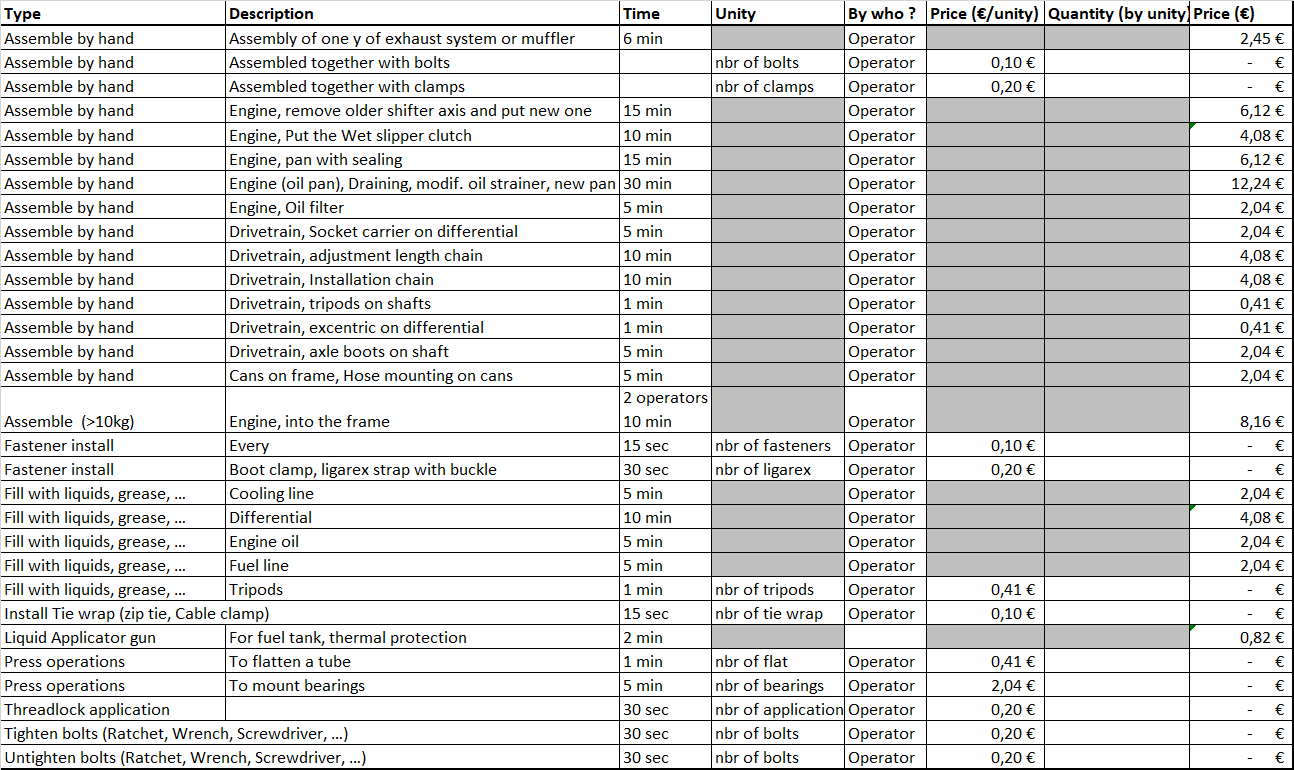 Type Description Time Unity By who ? Price (€/unity) Quantity (by unity) Price (€)
Assemble by hand Assembly of one y of exhaust system or muffler 6 min Operator 2,45 €
Assemble by hand Assembled together with bolts nbr of bolts Operator 0,10 € - €
Assemble by hand Assembled together with clamps nbr of clamps Operator 0,20 € - €
Assemble by hand Engine, remove older shifter axis and put new one 15 min Operator 6,12 €
Assemble by hand Engine, Put the Wet slipper clutch 10 min Operator 4,08 €
Assemble by hand Engine, pan with sealing 15 min Operator 6,12 €
Assemble by hand Engine (oil pan), Draining, modif. oil strainer, new pan 30 min Operator 12,24 €
Assemble by hand Engine, Oil filter 5 min Operator 2,04 €
Assemble by hand Drivetrain, Socket carrier on differential 5 min Operator 2,04 €
Assemble by hand Drivetrain, adjustment length chain 10 min Operator 4,08 €
Assemble by hand Drivetrain, Installation chain 10 min Operator 4,08 €
Assemble by hand Drivetrain, tripods on shafts 1 min Operator 0,41 €
Assemble by hand Drivetrain, excentric on differential 1 min Operator 0,41 €
Assemble by hand Drivetrain, axle boots on shaft 5 min Operator 2,04 €
Assemble by hand Cans on frame, Hose mounting on cans 5 min Operator 2,04 €
2 operators
Assemble (>10kg) Engine, into the frame 10 min Operator 8,16 €
Fastener install Every 15 sec nbr of fasteners Operator 0,10 € - €
Fastener install Boot clamp, ligarex strap with buckle 30 sec nbr of ligarex Operator 0,20 € - €
Fill with liquids, grease, ... Cooling line 5 min Operator 2,04 €
Fill with liquids, grease, ... Differential 10 min Operator 4,08 €
Fill with liquids, grease, ... Engine oil 5 min Operator 2,04 €
Fill with liquids, grease, ... Fuel line 5 min Operator 2,04 €
Fill with liquids, grease, ... Tripods 1 min nbr of tripods Operator 0,41 € - €
Install Tie wrap (zip tie, Cable clamp) 15 sec nbr of tie wrap Operator 0,10 € - €
Liquid Applicator gun For fuel tank, thermal protection 2 min 0,82 €
Press operations To flatten a tube 1 min nbr of flat Operator 0,41 € - €
Press operations To mount bearings 5 min nbr of bearings Operator 2,04 € - €
Threadlock application 30 sec nbr of application Operator 0,20 € - €
Tighten bolts (Ratchet, Wrench, Screwdriver, ...) 30 sec nbr of bolts Operator 0,20 € - €
Untighten bolts (Ratchet, Wrench, Screwdriver, ...) 30 sec nbr of bolts Operator 0,20 € - €